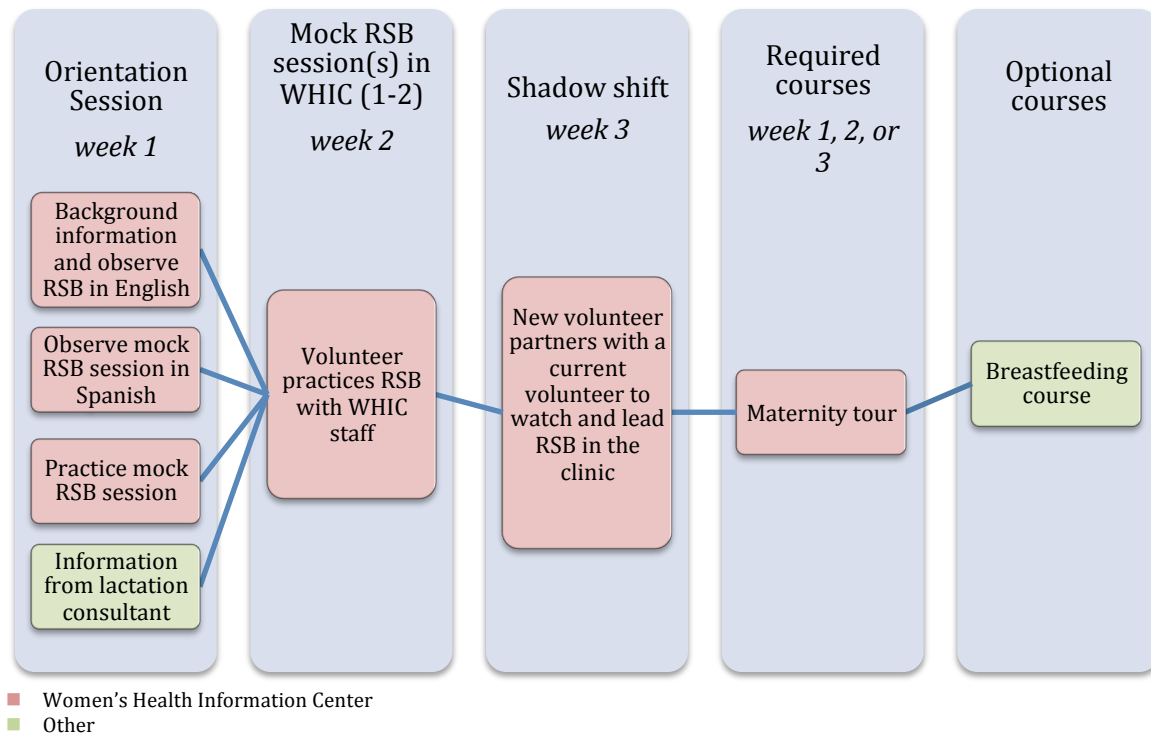 Orientation
Session
week 1
Background
information
and observe
RSB in English
Observe mock
RSB session in
Spanish
Practice mock
RSB session
Information
from lactation
consultant
Mock RSB
session(s) in
WHIC (1-2)
week 2
Volunteer
practices RSB
with WHIC
staff
Shadow shift
week 3
New volunteer
partners with a
current
volunteer to
watch and lead
RSB in the
clinic
Required
courses
week 1, 2, or
3
Maternity tour
Optional
courses
Breastfeeding
course
Women’s Health Information Center
Other